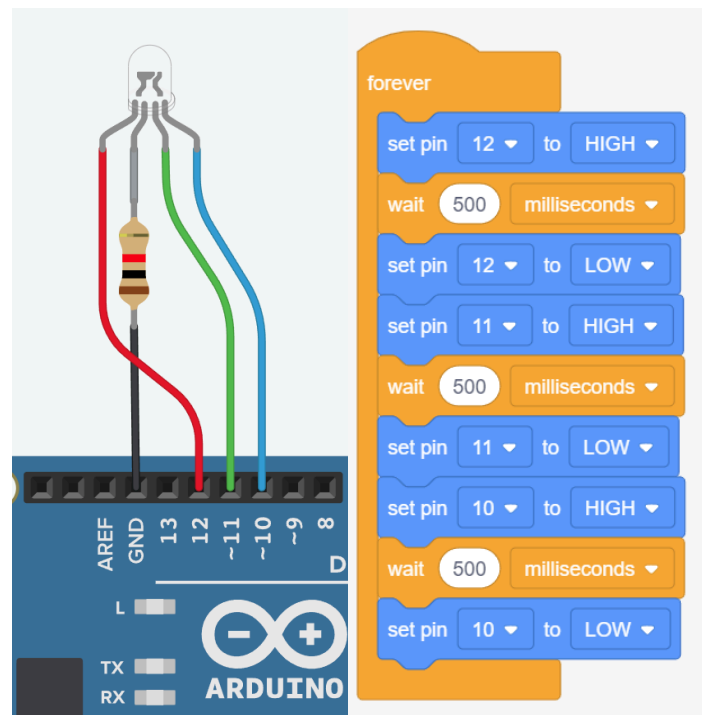 AREF
GND
13
12
~11
~10
~9
8
D
L
TX
RX
ARDUINO
forever
set pin 12 to HIGH
wait 500 milliseconds
set pin 12 to LOW
set pin 11 to HIGH
wait 500 milliseconds
set pin 11 to LOW
set pin 10 to HIGH
wait 500 milliseconds
set pin 10 to LOW